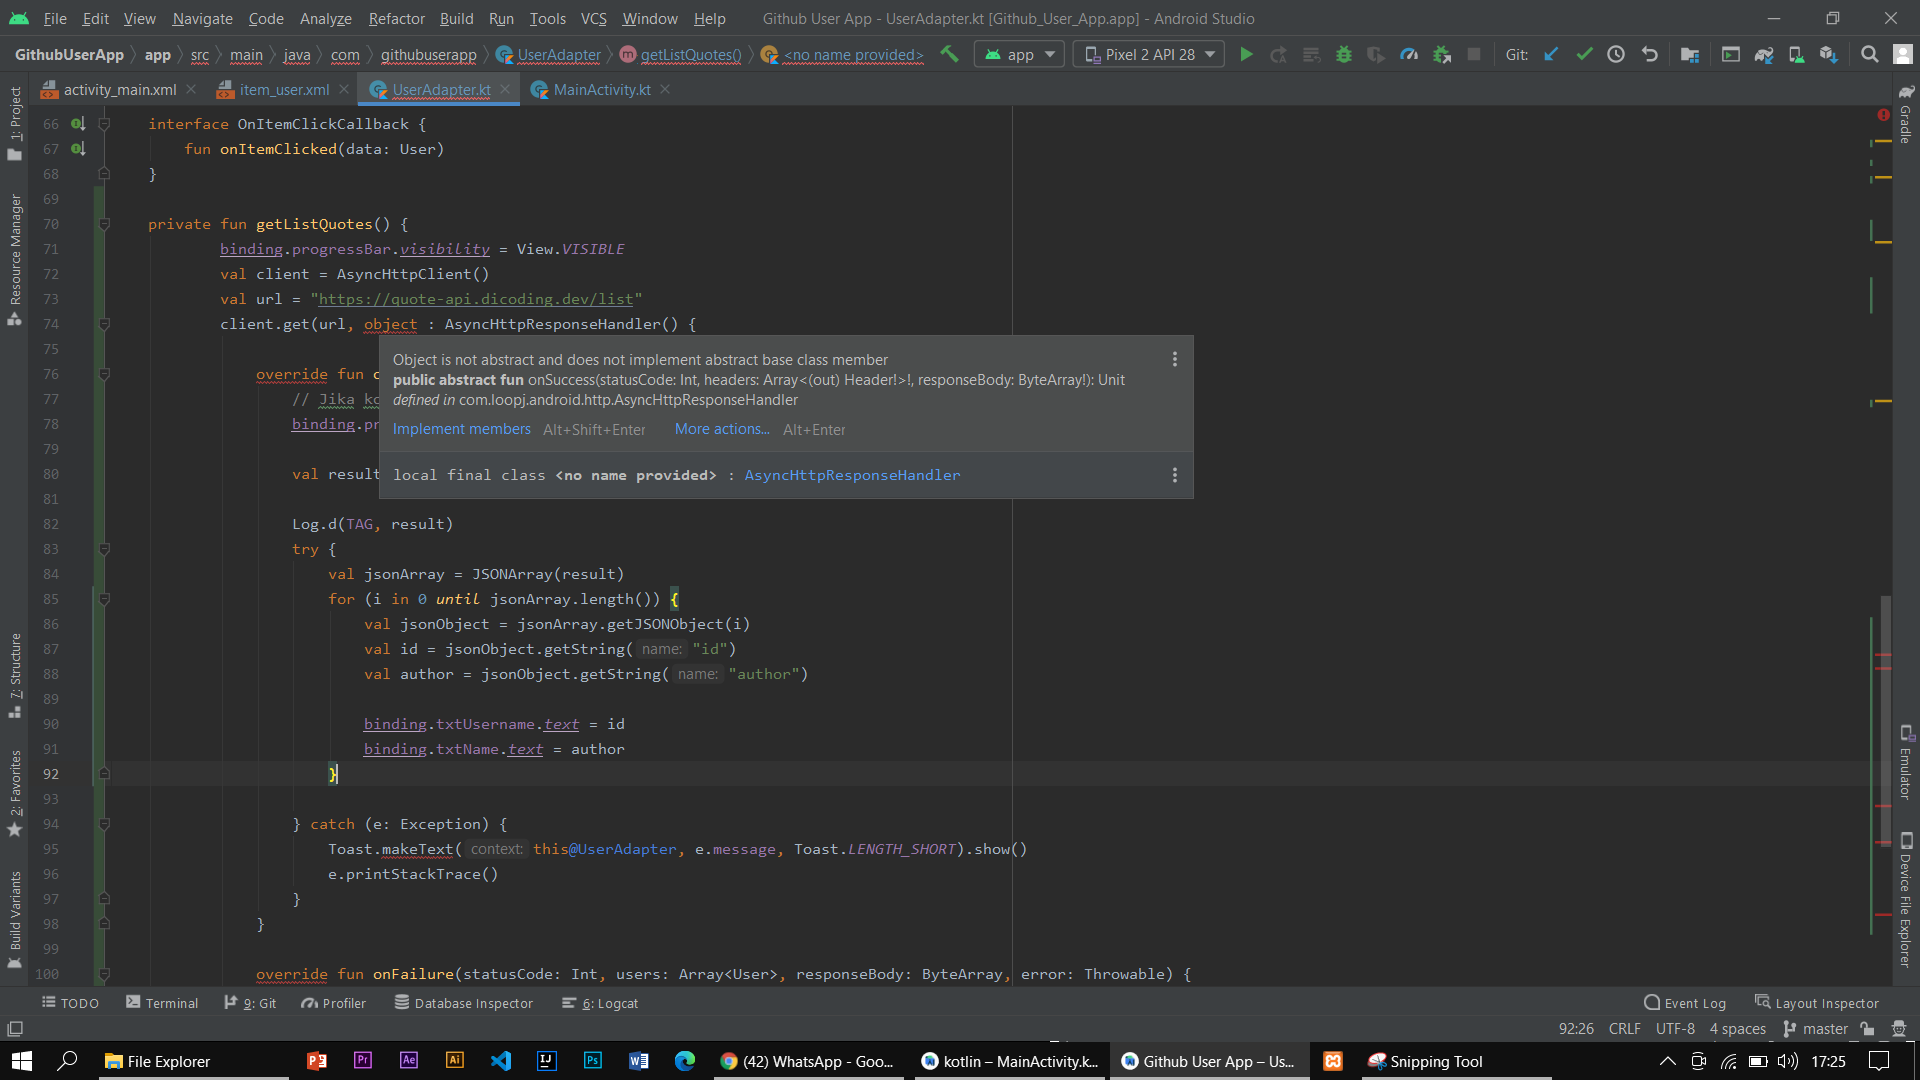 File Edit View Navigate Code Analyze Refactor Build Run Tools VCS Window Help Github User App - UserAdapter.kt [Github_User_App.app] - Android Studio
GithubUserApp app src main java com githubuserapp UserAdapter getListQuotes() <no name provided> app Pixel 2 API 28 Git:
activity_main.xml item_user.xml UserAdapter.kt MainActivity.kt
1: Project
Resource Manager
7: Structure
2: Favorites
Build Variants
66 interface OnItemClickCallback {
67 fun onItemClicked(data: User)
68 }
69
70 private fun getListQuotes() {
71 binding.progressBar.visibility = View.VISIBLE
72 val client = AsyncHttpClient()
73 val url = "https://quote-api.dicoding.dev/list"
74 client.get(url, object : AsyncHttpResponseHandler() {
75
Object is not abstract and does not implement abstract base class member
public abstract fun onSuccess(statusCode: Int, headers: Array<(out) Header!>!, responseBody: ByteArray!): Unit
defined in com.loopj.android.http.AsyncHttpResponseHandler
Implement members Alt+Shift+Enter More actions... Alt+Enter
local final class <no name provided> : AsyncHttpResponseHandler
76 override fun
77 // Jika
78 binding.
79
80 val result
81
82 Log.d(TAG, result)
83 try {
84 val jsonArray = JSONArray(result)
85 for (i in 0 until jsonArray.length()) {
86 val jsonObject = jsonArray.getJSONObject(i)
87 val id = jsonObject.getString( name: "id")
88 val author = jsonObject.getString( name: "author")
89
90 binding.txtUsername.text = id
91 binding.txtName.text = author
92 }
93
94 } catch (e: Exception) {
95 Toast.makeText( context: this@UserAdapter, e.message, Toast.LENGTH_SHORT).show()
96 e.printStackTrace()
97 }
98 }
99
100 override fun onFailure(statusCode: Int, users: Array<User>, responseBody: ByteArray, error: Throwable) {
Gradle
Emulator
Device File Explorer
TODO Terminal 9: Git Profiler Database Inspector 6: Logcat Event Log Layout Inspector
92:26 CRLF UTF-8 4 spaces master
File Explorer Pr Ae Ai Ps (42) WhatsApp - Goo... kotlin – MainActivity.k... Github User App – Us... Snipping Tool 17:25